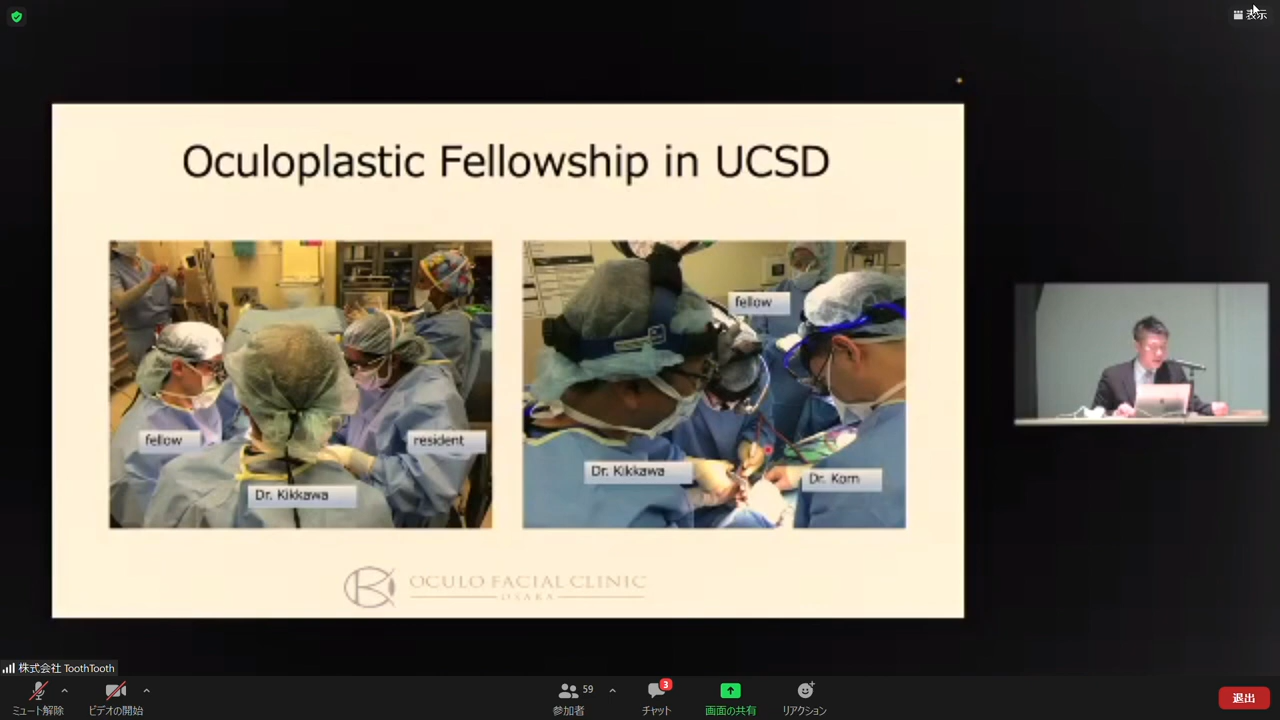 表示
Oculoplastic Fellowship in UCSD
fellow
resident
Dr. Kikkawa
fellow
Dr. Kikkawa
Dr. Korn
OCULO FACIAL CLINIC
OSAKA
株式会社 ToothTooth
ミュート解除
ビデオの開始
59
参加者
3
チャット
画面の共有
リアクション
退出